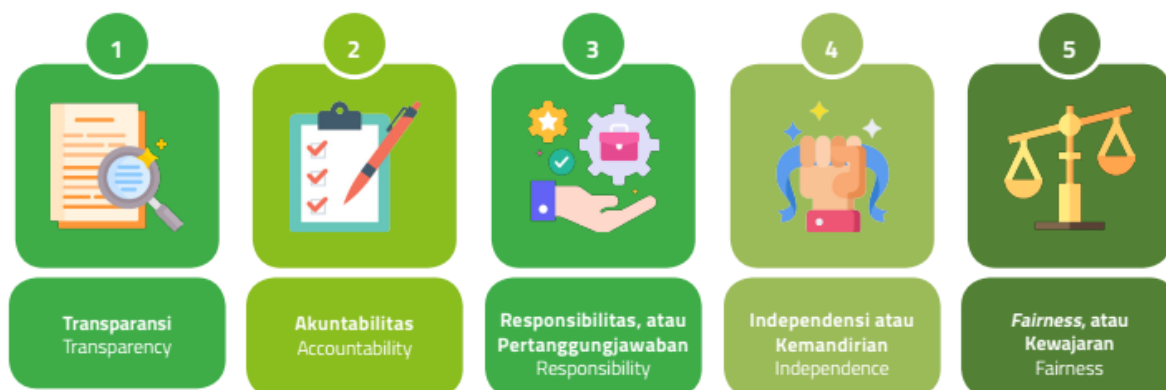 1
Transparansi
Transparency
2
Akuntabilitas
Accountability
3
Responsibilitas, atau
Pertanggungjawaban
Responsibility
4
Independensi atau
Kemandirian
Independence
5
Fairness, atau
Kewajaran
Fairness